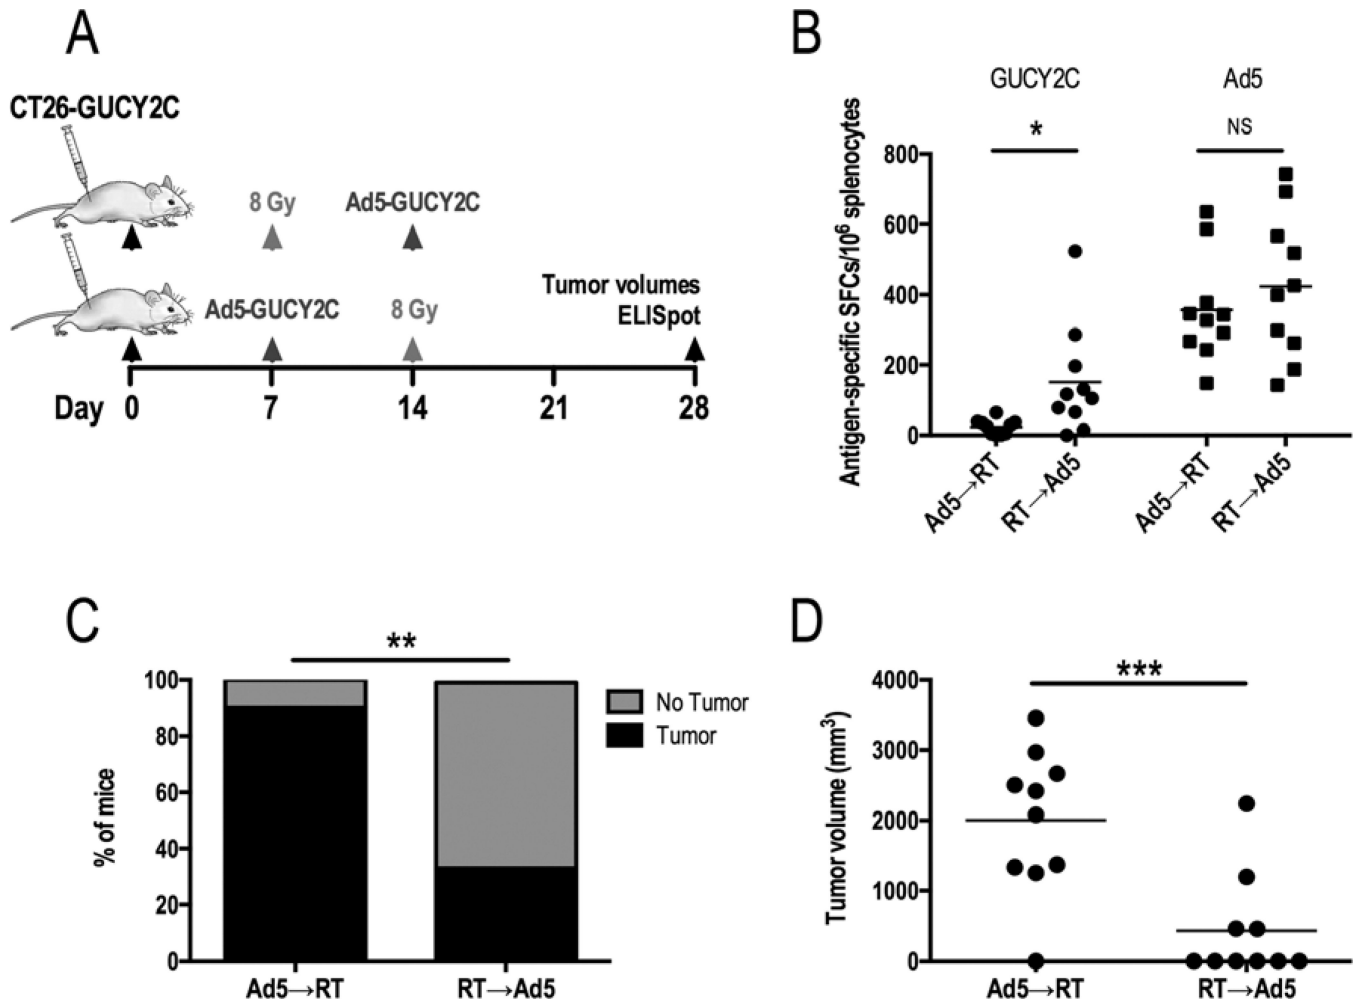 A
CT26-GUCY2C
8 Gy
Ad5-GUCY2C
Ad5-GUCY2C
8 Gy
Tumor volumes
ELISpot
Day 0 7 14 21 28
B
GUCY2C Ad5
* NS
Antigen-specific SFCs/10⁶ splenocytes
800
600
400
200
0
Ad5→RT
RT→Ad5
Ad5→RT
RT→Ad5
C
**
% of mice
100
80
60
40
20
0
Ad5→RT RT→Ad5
No Tumor
Tumor
D
***
Tumor volume (mm³)
4000
3000
2000
1000
0
Ad5→RT RT→Ad5